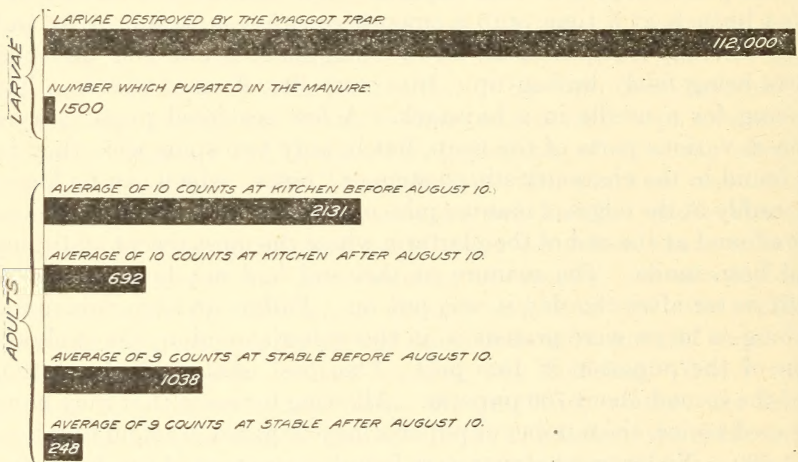 LARVAE DESTROYED BY THE MAGGOT TRAP.
112,000
LARVAE
NUMBER WHICH PUPATED IN THE MANURE.
1500
AVERAGE OF 10 COUNTS AT KITCHEN BEFORE AUGUST 10.
2131
AVERAGE OF 10 COUNTS AT KITCHEN AFTER AUGUST 10.
692
ADULTS
AVERAGE OF 9 COUNTS AT STABLE BEFORE AUGUST 10.
1038
AVERAGE OF 9 COUNTS AT STABLE AFTER AUGUST 10.
248